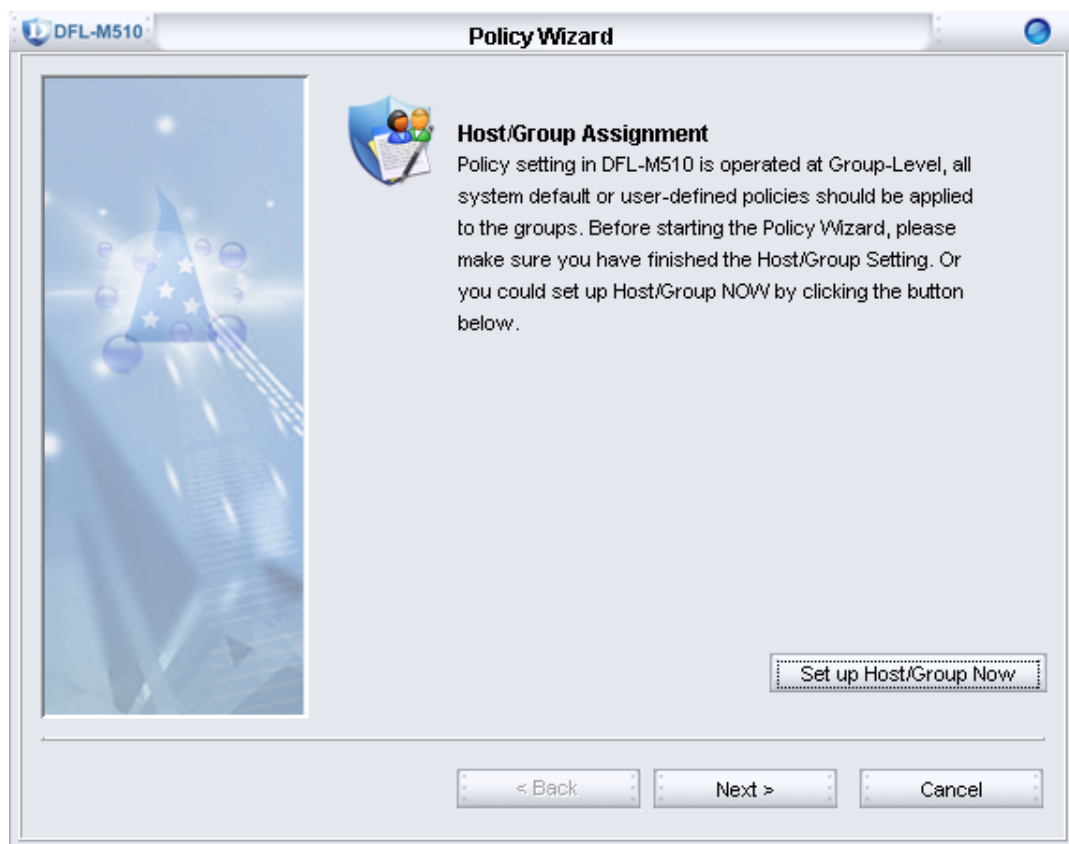 DFL-M510
Policy Wizard
Host/Group Assignment
Policy setting in DFL-M510 is operated at Group-Level, all
system default or user-defined policies should be applied
to the groups. Before starting the Policy Wizard, please
make sure you have finished the Host/Group Setting. Or
you could set up Host/Group NOW by clicking the button
below.
Set up Host/Group Now
< Back
Next >
Cancel